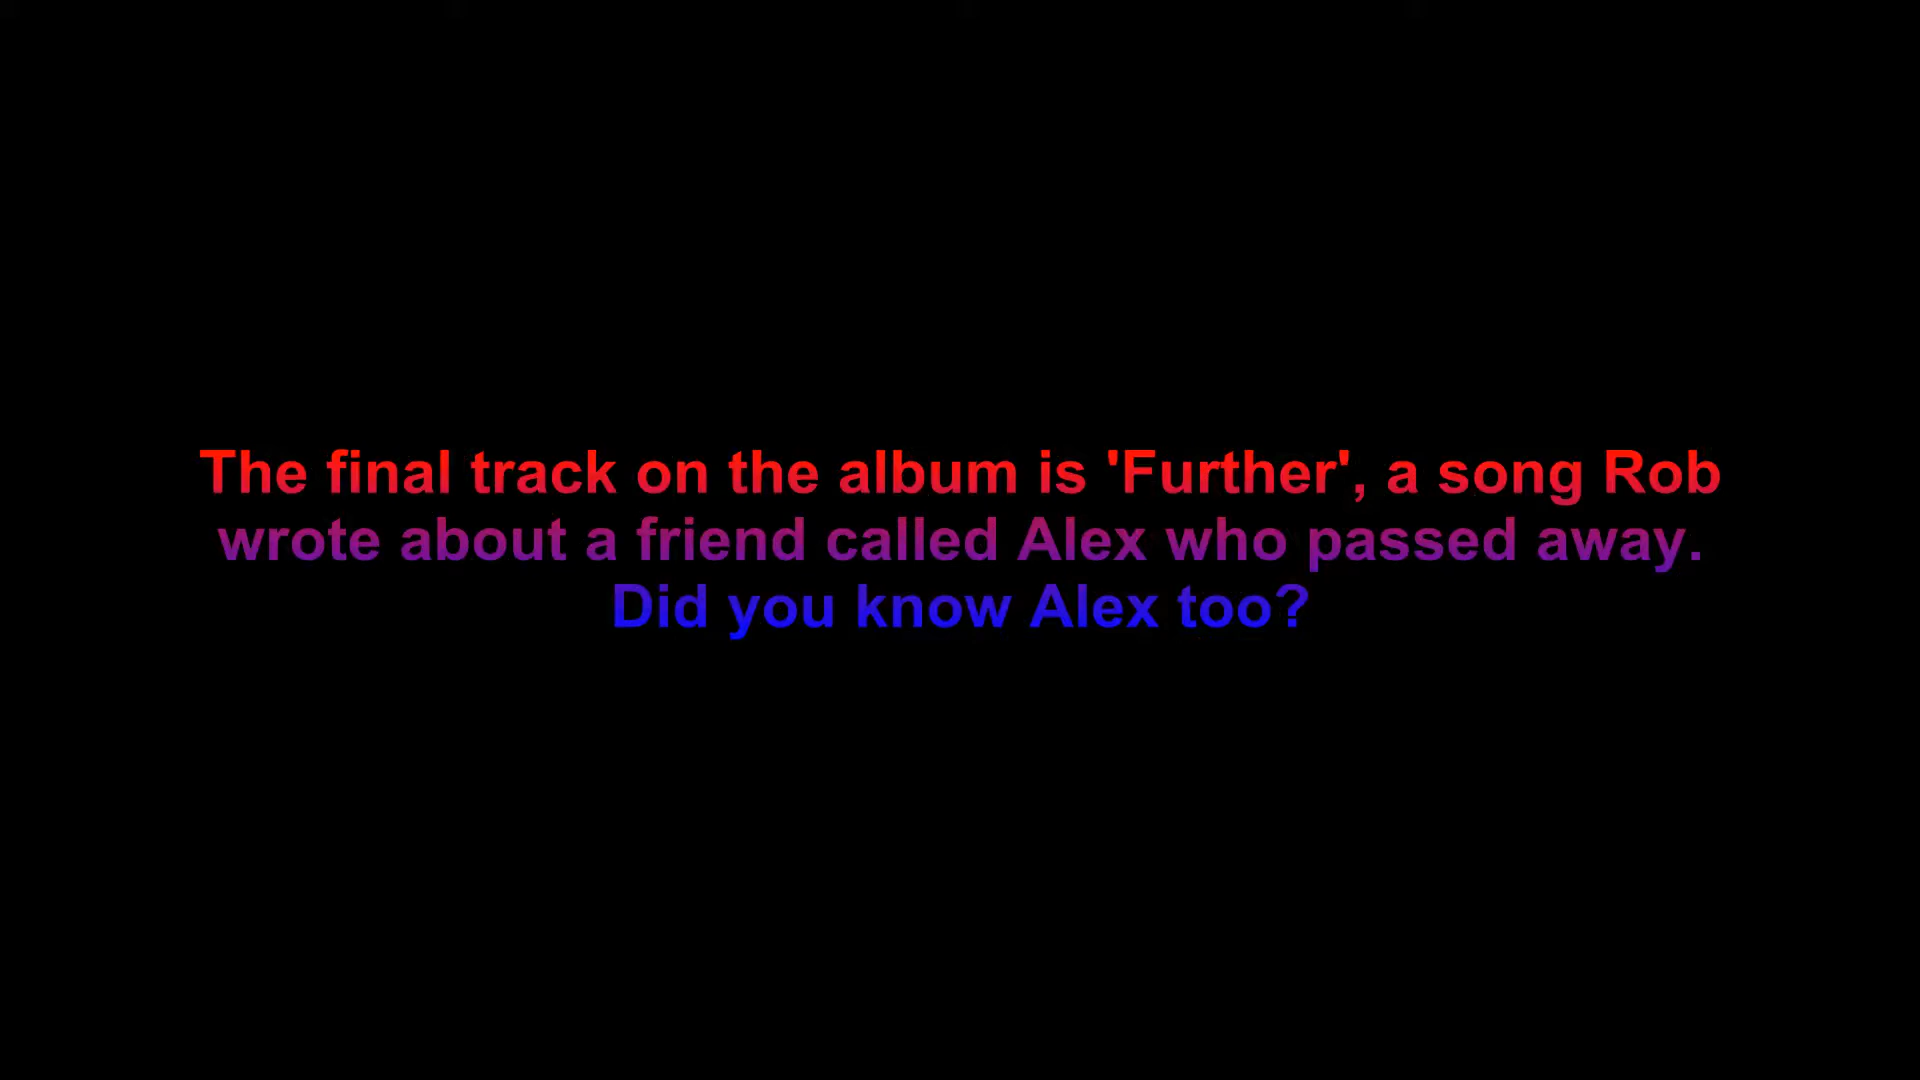 The final track on the album is 'Further', a song Rob
wrote about a friend called Alex who passed away.
Did you know Alex too?